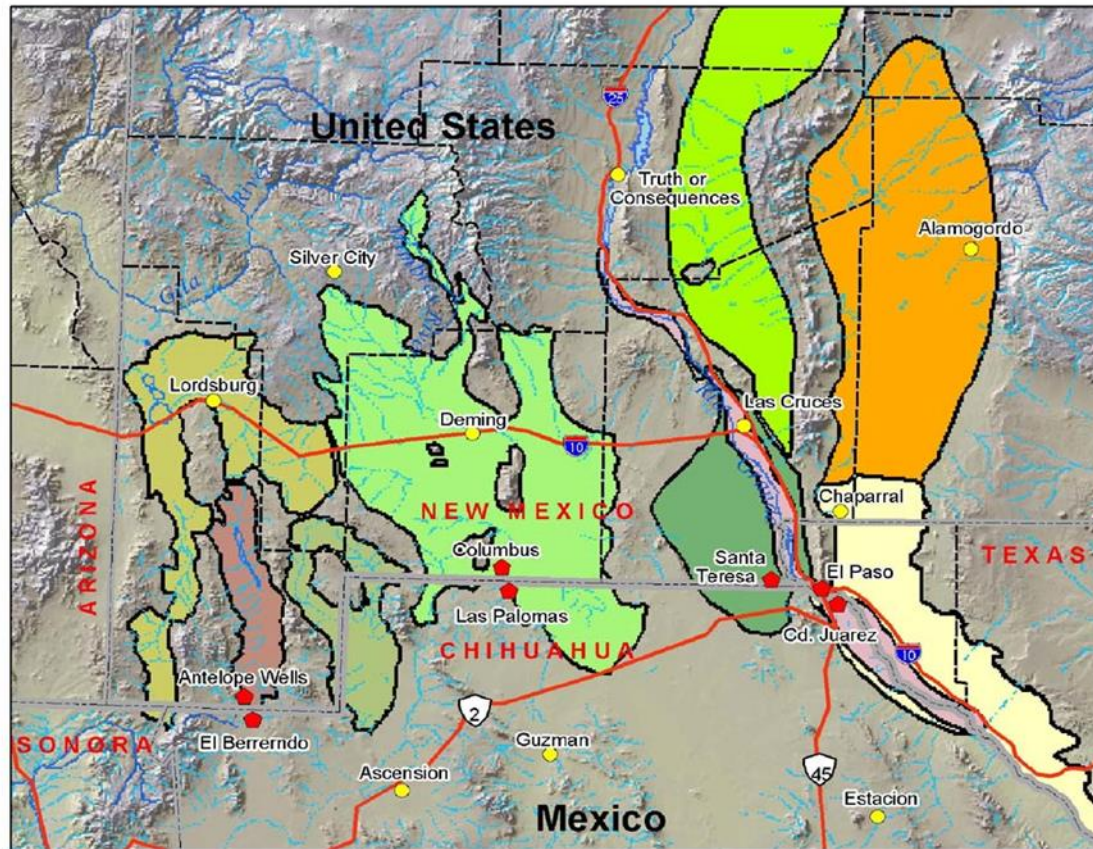 25
United States
Truth or
Consequences
Alamogordo
Silver City
Gila
River
Lordsburg
Las Cruces
Deming
10
ARIZONA
NEW MEXICO
Chaparral
TEXAS
Columbus
Santa
Teresa
El Paso
Las Palomas
Cd. Juarez
CHIHUAHUA
10
Antelope Wells
2
El Berrerndo
SONORA
Guzman
45
Ascension
Estacion
Mexico